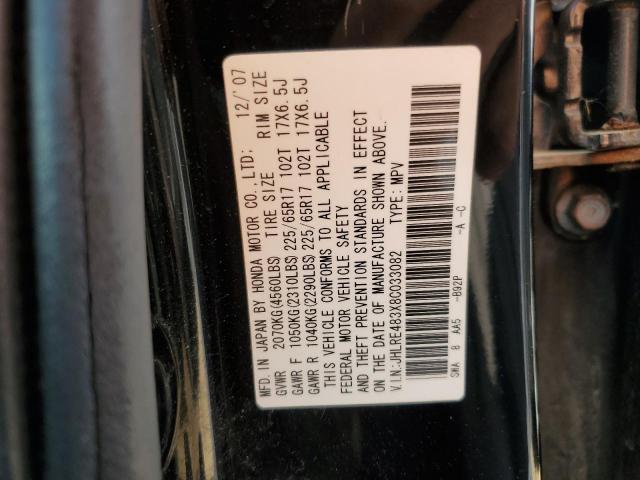 MFD. IN JAPAN BY HONDA MOTOR CO., LTD; 12/'07
GVWR 2070KG(4560LBS) TIRE SIZE RIM SIZE
GAWR F 1050KG(2310LBS) 225/65R17 102T 17X6.5J
GAWR R 1040KG(2290LBS) 225/65R17 102T 17X6.5J
THIS VEHICLE CONFORMS TO ALL APPLICABLE
FEDERAL MOTOR VEHICLE SAFETY
AND THEFT PREVENTION STANDARDS IN EFFECT
ON THE DATE OF MANUFACTURE SHOWN ABOVE.
V.I.N:JHLRE483X8C033082 TYPE: MPV
SWA 8 AA5 -B92P -A -C